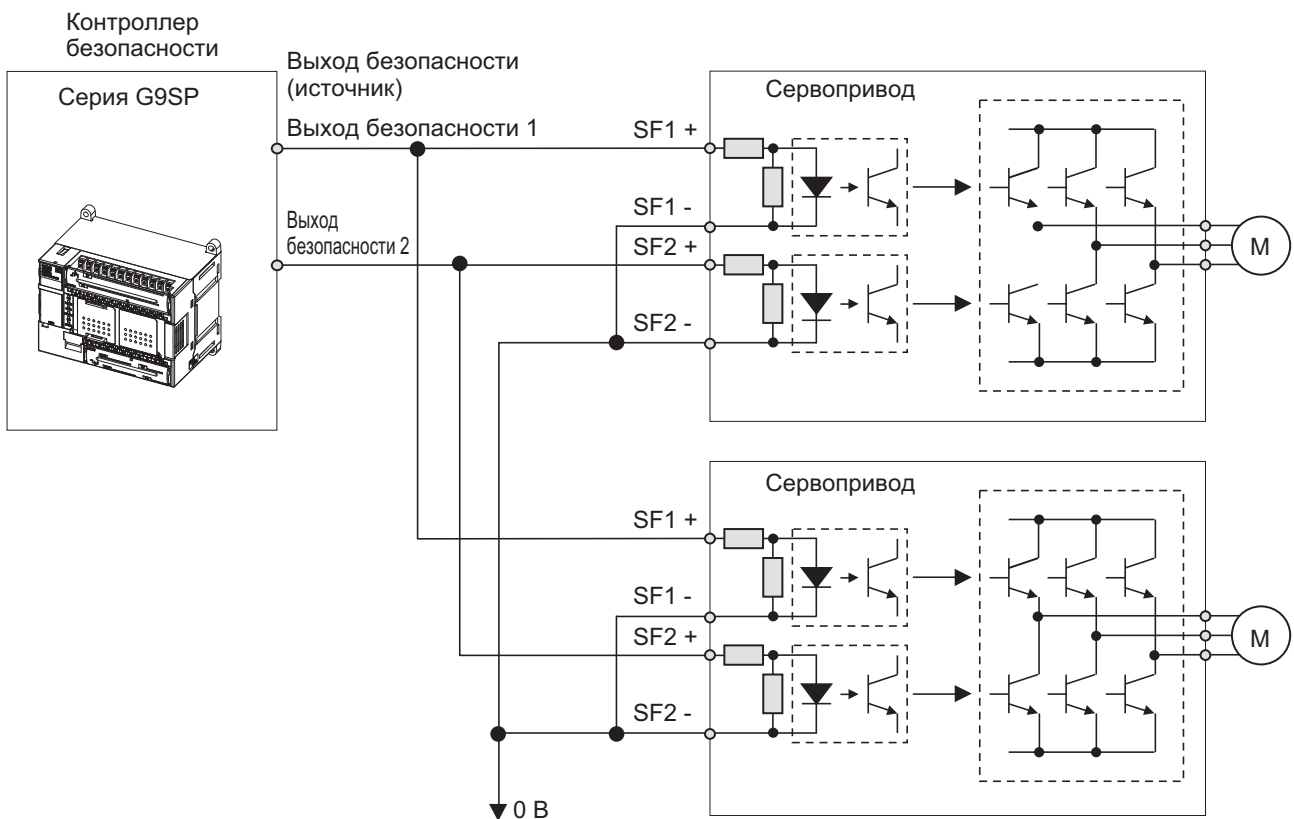 Контроллер
безопасности
Серия G9SP
Выход безопасности
(источник)
Выход безопасности 1
Выход
безопасности 2
Сервопривод
SF1 +
SF1 -
SF2 +
SF2 -
M
Сервопривод
SF1 +
SF1 -
SF2 +
SF2 -
M
0 В